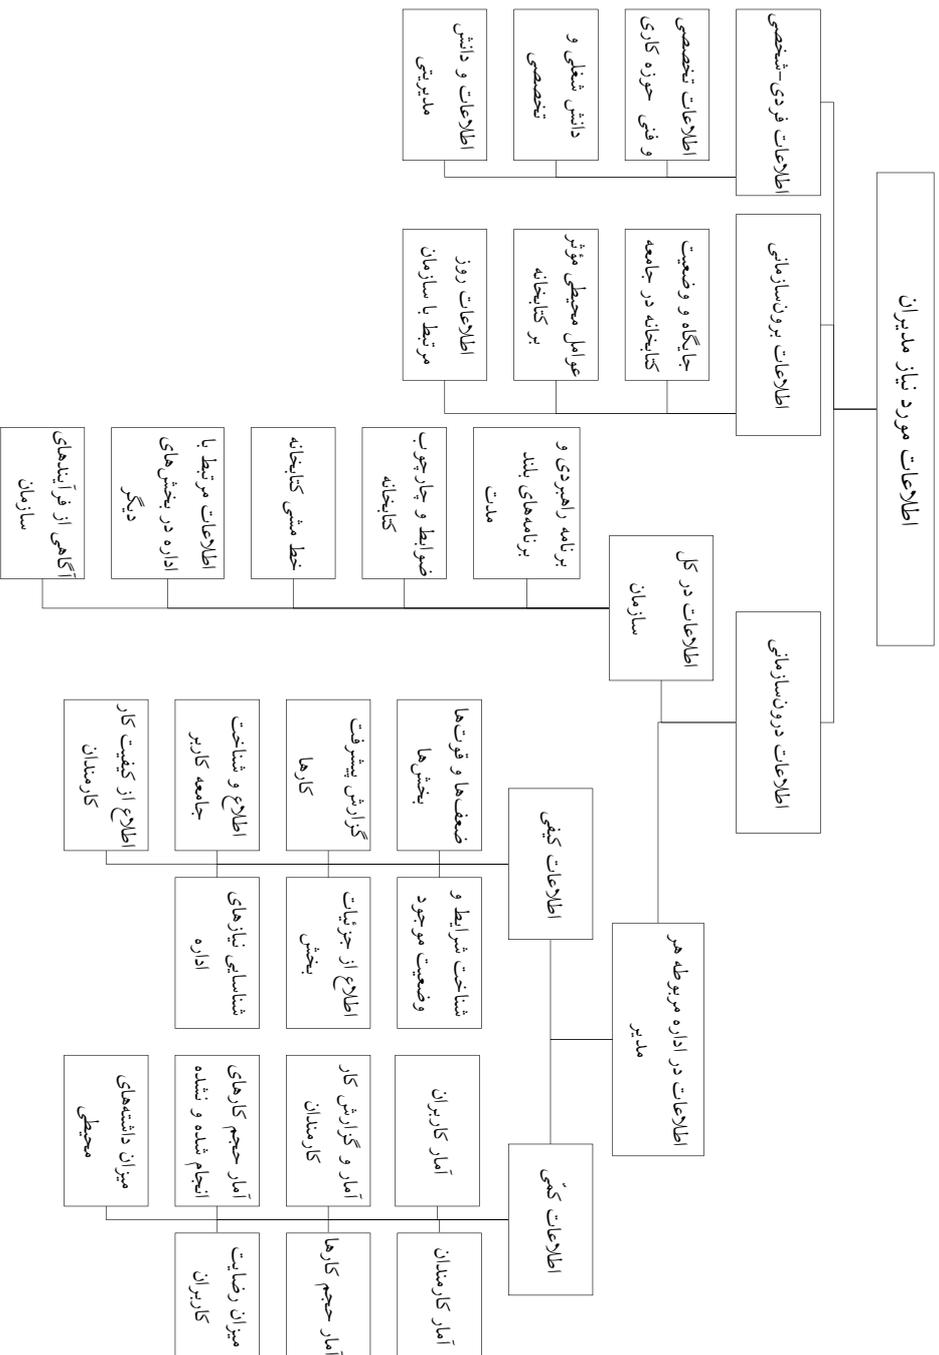 اطلاعات مورد نیاز مدیران
اطلاعات فردی-شخصی
اطلاعات تخصصی
و فنی حوزه کاری
دانش شغلی و
تخصصی
اطلاعات و دانش
مدیریتی
اطلاعات برون‌سازمانی
جایگاه و وضعیت
کتابخانه در جامعه
عوامل محیطی مؤثر
بر کتابخانه
اطلاعات روز
مرتبط با سازمان
اطلاعات درون‌سازمانی
اطلاعات در کل
سازمان
برنامه راهبردی و
برنامه‌های بلند
مدت
ضوابط و چارچوب
کتابخانه
خط مشی کتابخانه
اطلاعات مرتبط با
اداره در بخش‌های
دیگر
آگاهی از فرآیندهای
سازمان
اطلاعات در اداره مربوطه هر
مدیر
اطلاعات کیفی
ضعف‌ها و قوت‌ها
بخش‌ها
شناخت شرایط و
وضعیت موجود
گزارش پیشرفت
کارها
اطلاع از جزئیات
بخش
اطلاع و شناخت
جامعه کاربر
شناسایی نیازهای
اداره
اطلاع از کیفیت کار
کارمندان
اطلاعات کمّی
آمار کاربران
آمار کارمندان
آمار و گزارش کار
کارمندان
آمار حجم کارها
آمار حجم کارهای
انجام شده و نشده
میزان رضایت
کاربران
میزان داشته‌های
محیطی